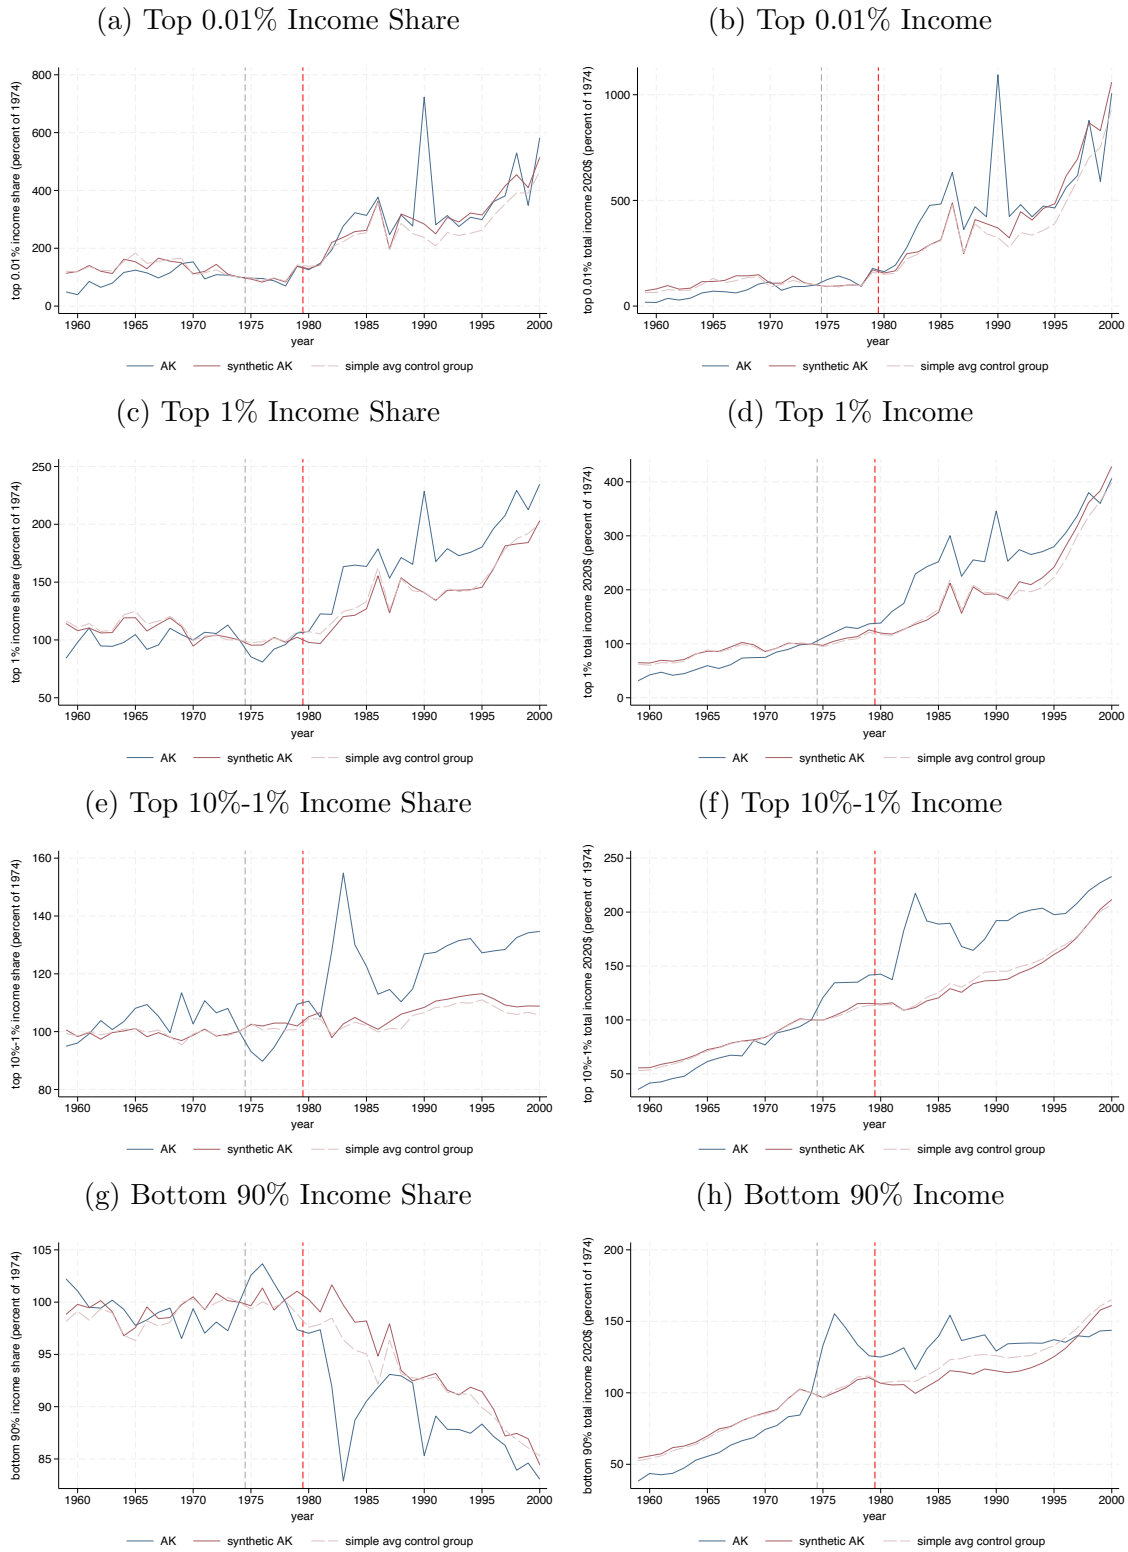 (a) Top 0.01% Income Share
top 0.01% income share (percent of 1974)
800
600
400
200
0
1960 1965 1970 1975 1980 1985 1990 1995 2000
year
AK synthetic AK simple avg control group
(b) Top 0.01% Income
top 0.01% total income 2020$ (percent of 1974)
1000
500
0
1960 1965 1970 1975 1980 1985 1990 1995 2000
year
AK synthetic AK simple avg control group
(c) Top 1% Income Share
top 1% income share (percent of 1974)
250
200
150
100
50
1960 1965 1970 1975 1980 1985 1990 1995 2000
year
AK synthetic AK simple avg control group
(d) Top 1% Income
top 1% total income 2020$ (percent of 1974)
400
300
200
100
0
1960 1965 1970 1975 1980 1985 1990 1995 2000
year
AK synthetic AK simple avg control group
(e) Top 10%-1% Income Share
top 10%-1% income share (percent of 1974)
160
140
120
100
80
1960 1965 1970 1975 1980 1985 1990 1995 2000
year
AK synthetic AK simple avg control group
(f) Top 10%-1% Income
top 10%-1% total income 2020$ (percent of 1974)
250
200
150
100
50
1960 1965 1970 1975 1980 1985 1990 1995 2000
year
AK synthetic AK simple avg control group
(g) Bottom 90% Income Share
bottom 90% income share (percent of 1974)
105
100
95
90
85
1960 1965 1970 1975 1980 1985 1990 1995 2000
year
AK synthetic AK simple avg control group
(h) Bottom 90% Income
bottom 90% total income 2020$ (percent of 1974)
200
150
100
50
1960 1965 1970 1975 1980 1985 1990 1995 2000
year
AK synthetic AK simple avg control group